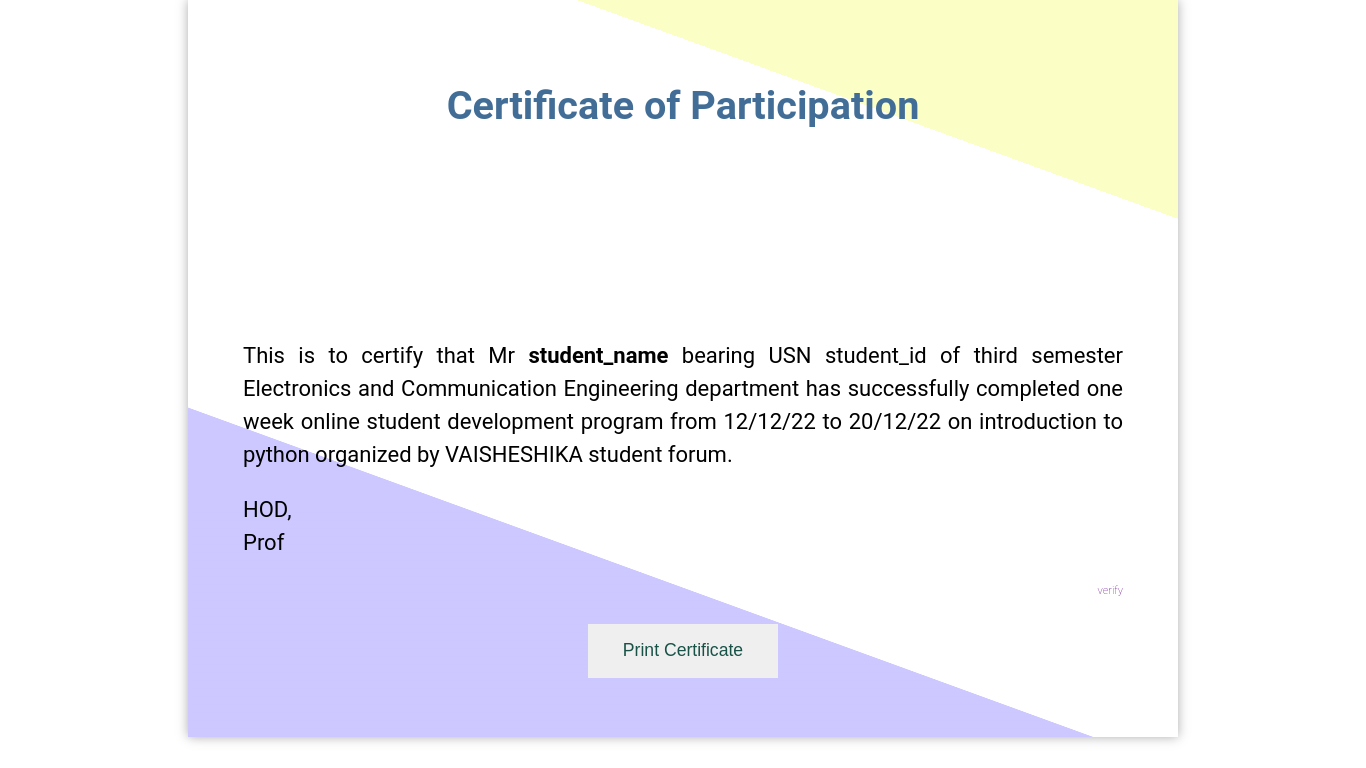 Certificate of Participation
This is to certify that Mr student_name bearing USN student_id of third semester
Electronics and Communication Engineering department has successfully completed one
week online student development program from 12/12/22 to 20/12/22 on introduction to
python organized by VAISHESHIKA student forum.
HOD,
Prof
verify
Print Certificate